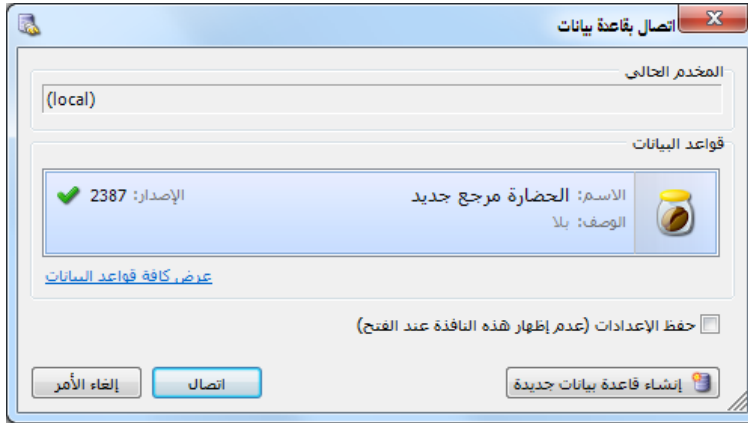 اتصال بقاعدة بيانات
المخدم الحالي
(local)
قواعد البيانات
الاسم: الحضارة مرجع جديد
الإصدار: 2387
الوصف: بلا
عرض كافة قواعد البيانات
حفظ الإعدادات (عدم إظهار هذه النافذة عند الفتح)
إنشاء قاعدة بيانات جديدة
اتصال
إلغاء الأمر